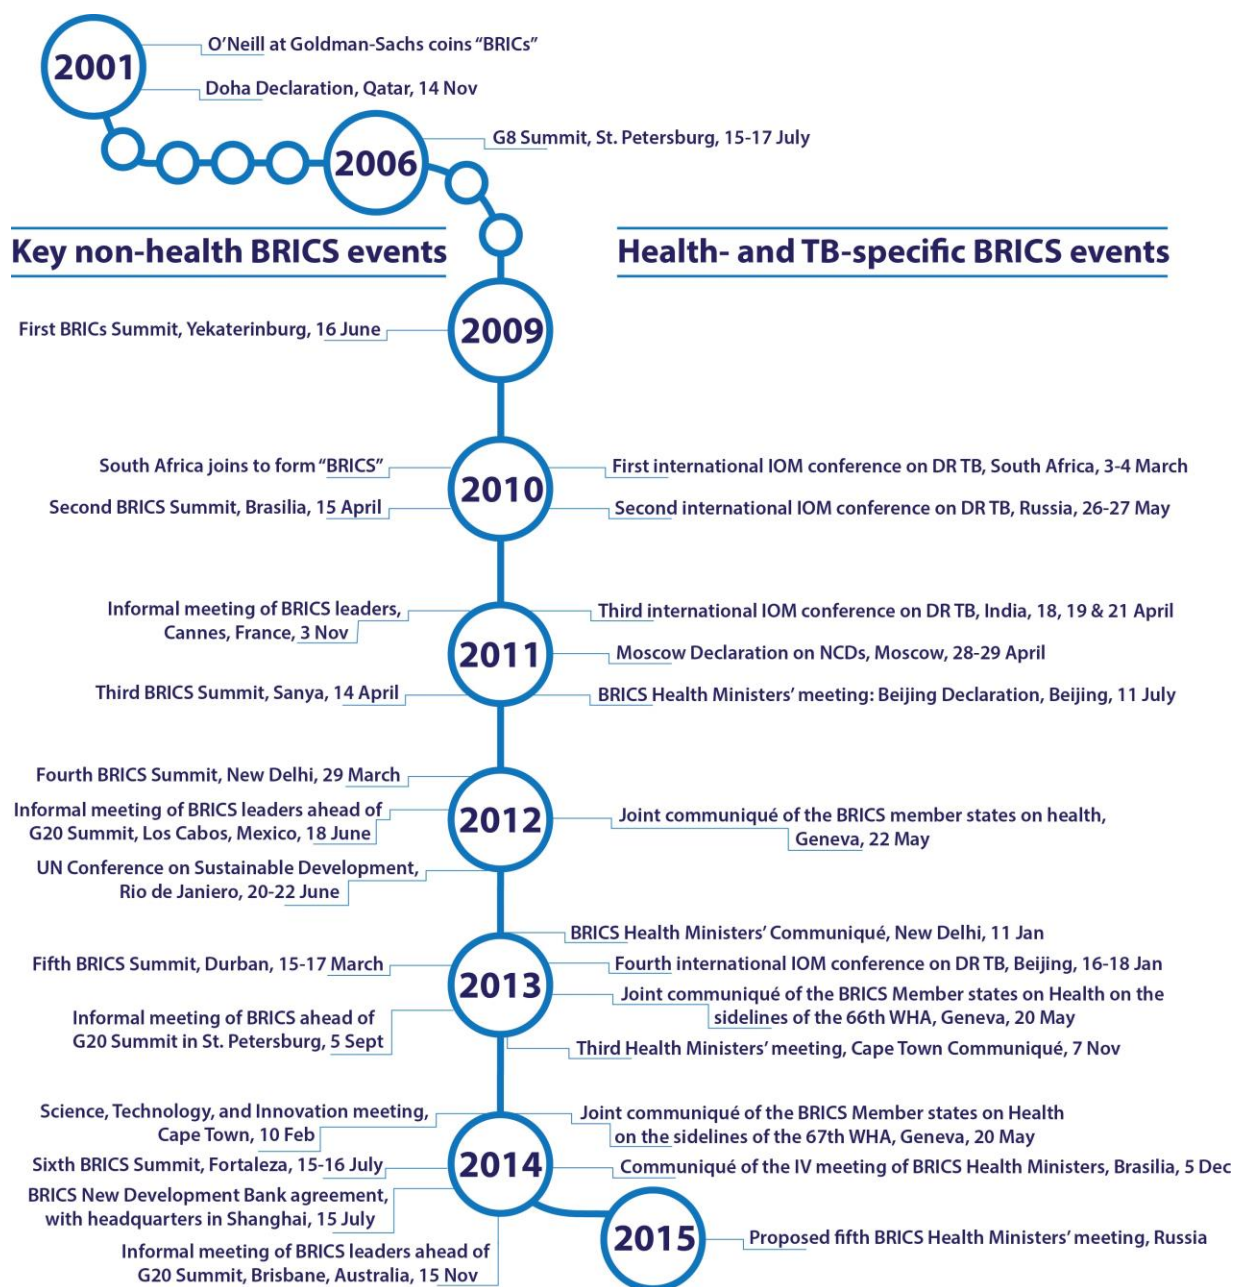 2001
O'Neill at Goldman-Sachs coins "BRICs"
Doha Declaration, Qatar, 14 Nov
2006
G8 Summit, St. Petersburg, 15-17 July
Key non-health BRICS events
Health- and TB-specific BRICS events
First BRICs Summit, Yekaterinburg, 16 June
2009
South Africa joins to form "BRICS"
Second BRICS Summit, Brasilia, 15 April
2010
First international IOM conference on DR TB, South Africa, 3-4 March
Second international IOM conference on DR TB, Russia, 26-27 May
Informal meeting of BRICS leaders,
Cannes, France, 3 Nov
Third BRICS Summit, Sanya, 14 April
2011
Third international IOM conference on DR TB, India, 18, 19 & 21 April
Moscow Declaration on NCDs, Moscow, 28-29 April
BRICS Health Ministers' meeting: Beijing Declaration, Beijing, 11 July
Fourth BRICS Summit, New Delhi, 29 March
Informal meeting of BRICS leaders ahead of
G20 Summit, Los Cabos, Mexico, 18 June
UN Conference on Sustainable Development,
Rio de Janiero, 20-22 June
2012
Joint communiqué of the BRICS member states on health,
Geneva, 22 May
Fifth BRICS Summit, Durban, 15-17 March
Informal meeting of BRICS ahead of
G20 Summit in St. Petersburg, 5 Sept
2013
BRICS Health Ministers' Communiqué, New Delhi, 11 Jan
Fourth international IOM conference on DR TB, Beijing, 16-18 Jan
Joint communiqué of the BRICS Member states on Health on the
sidelines of the 66th WHA, Geneva, 20 May
Third Health Ministers' meeting, Cape Town Communiqué, 7 Nov
Science, Technology, and Innovation meeting,
Cape Town, 10 Feb
Sixth BRICS Summit, Fortaleza, 15-16 July
BRICS New Development Bank agreement,
with headquarters in Shanghai, 15 July
Informal meeting of BRICS leaders ahead of
G20 Summit, Brisbane, Australia, 15 Nov
2014
Joint communiqué of the BRICS Member states on Health
on the sidelines of the 67th WHA, Geneva, 20 May
Communiqué of the IV meeting of BRICS Health Ministers, Brasilia, 5 Dec
2015
Proposed fifth BRICS Health Ministers' meeting, Russia